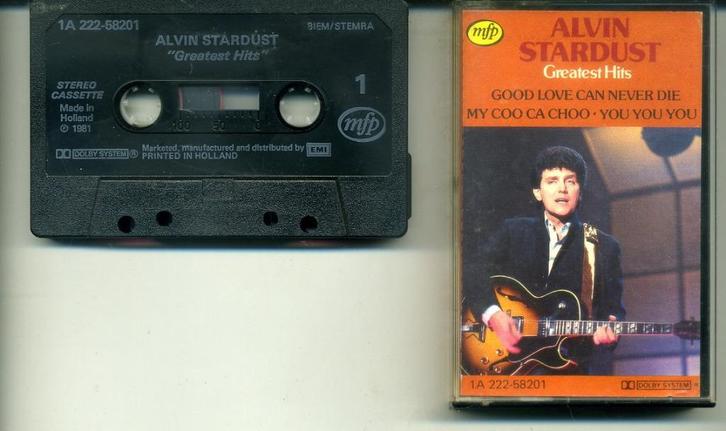 1A 222-58201
BIEM/STEMRA
ALVIN STARDUST
"Greatest Hits"
STEREO
CASSETTE
Made in
Holland
℗ 1981
1
mfp
100 50 0
DOLBY SYSTEM ®
Marketed, manufactured and distributed by EMI
PRINTED IN HOLLAND
mfp
ALVIN
STARDUST
Greatest Hits
GOOD LOVE CAN NEVER DIE
MY COO CA CHOO • YOU YOU YOU
1A 222-58201
DOLBY SYSTEM ®